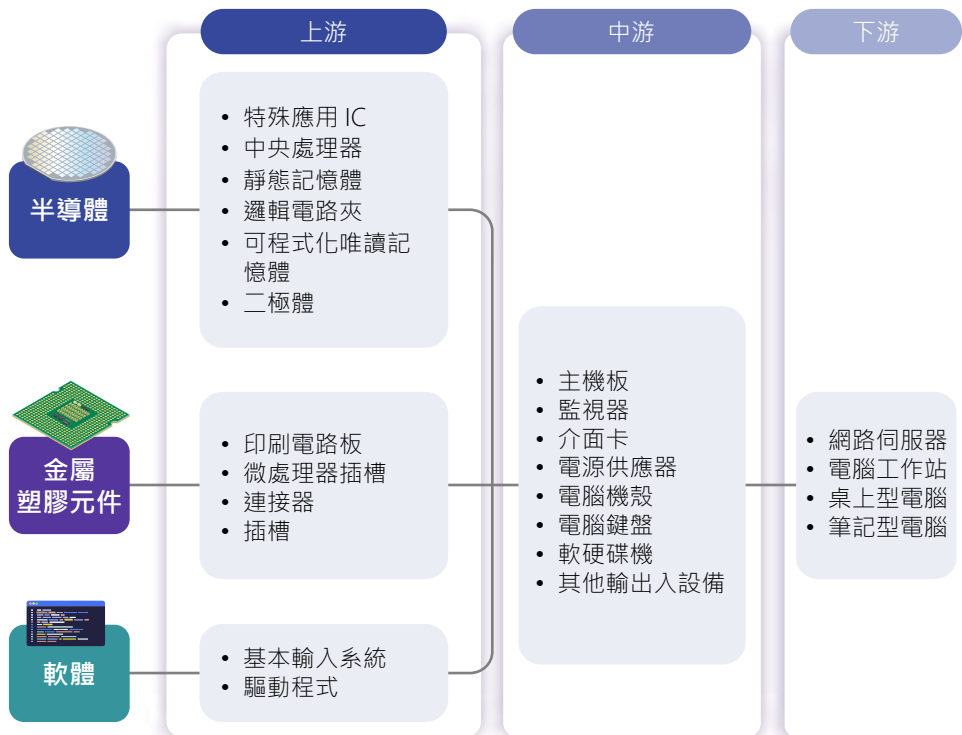 上游
中游
下游
半導體
• 特殊應用 IC
• 中央處理器
• 靜態記憶體
• 邏輯電路夾
• 可程式化唯讀記
憶體
• 二極體
金屬
塑膠元件
• 印刷電路板
• 微處理器插槽
• 連接器
• 插槽
軟體
• 基本輸入系統
• 驅動程式
• 主機板
• 監視器
• 介面卡
• 電源供應器
• 電腦機殼
• 電腦鍵盤
• 軟硬碟機
• 其他輸出入設備
• 網路伺服器
• 電腦工作站
• 桌上型電腦
• 筆記型電腦